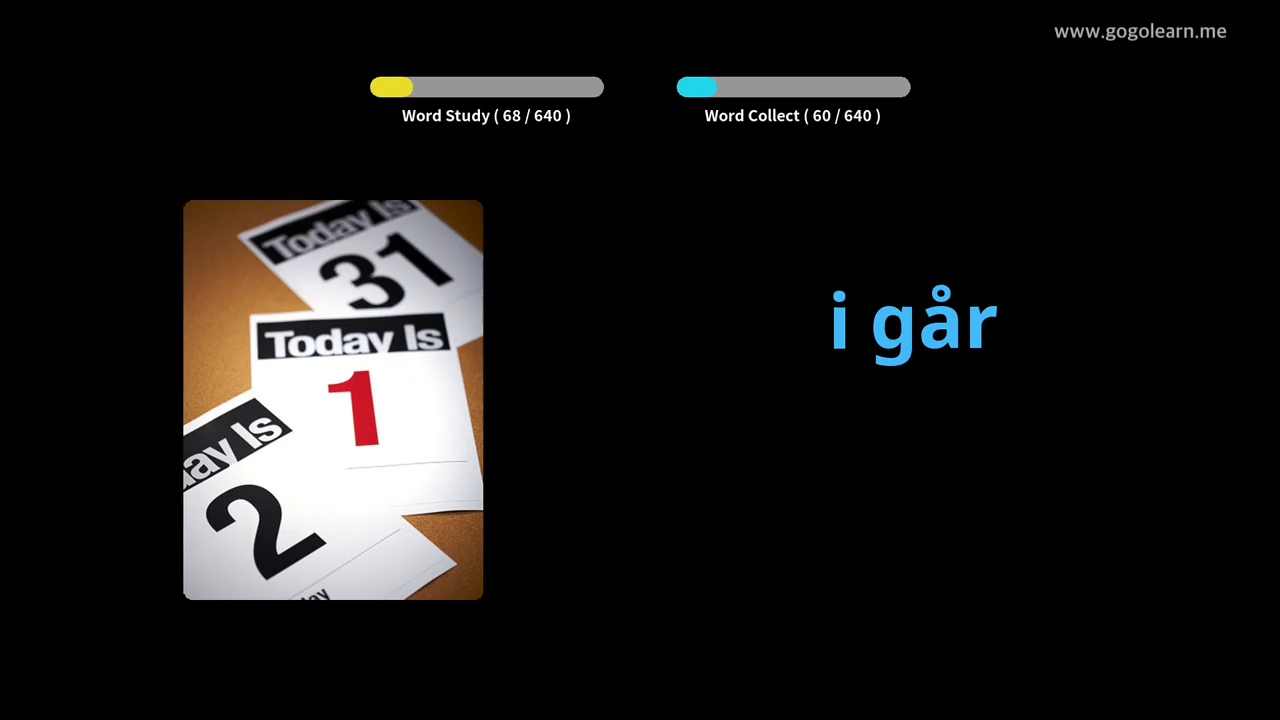 www.gogolearn.me
Word Study ( 68 / 640 )
Word Collect ( 60 / 640 )
Today Is
31
Today Is
1
ay Is
2
i går